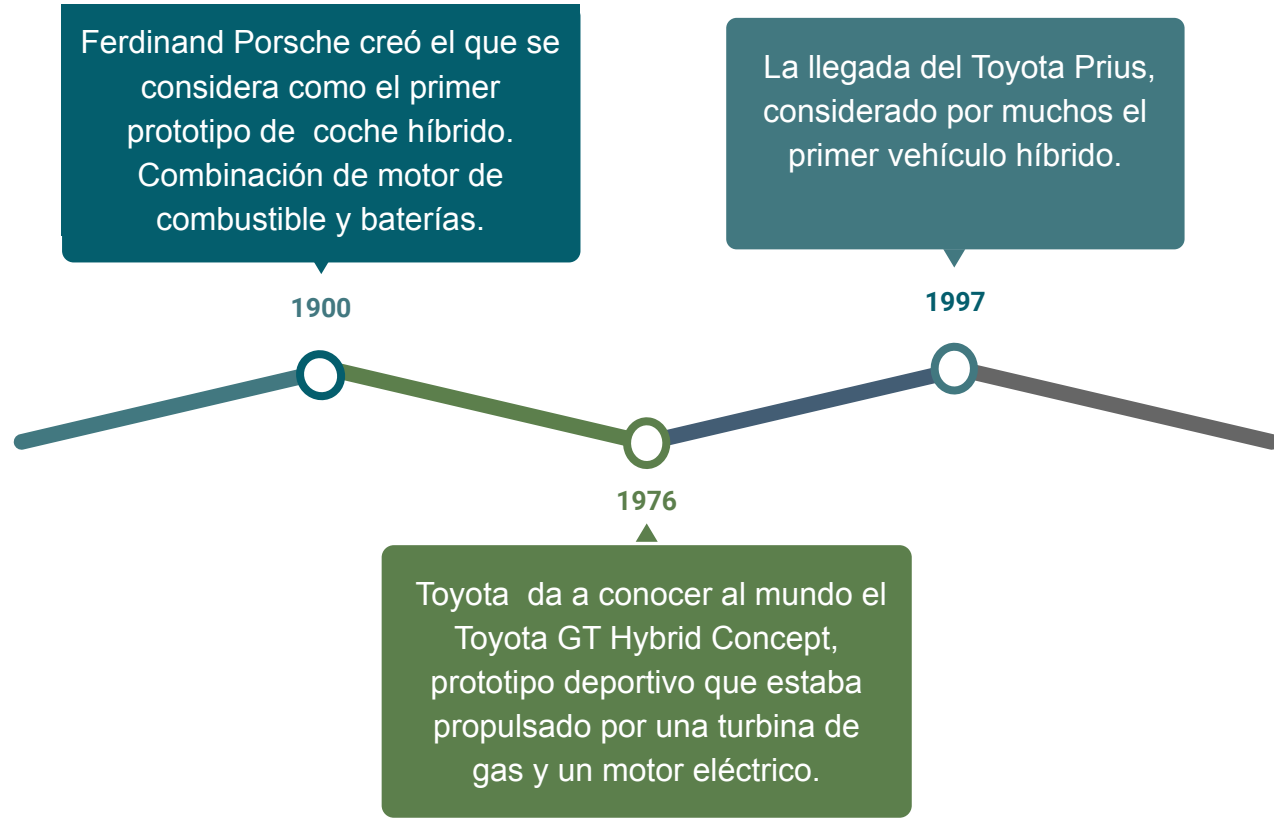 Ferdinand Porsche creó el que se
considera como el primer
prototipo de  coche híbrido.
Combinación de motor de
combustible y baterías.
1900
La llegada del Toyota Prius,
considerado por muchos el
primer vehículo híbrido.
1997
1976
Toyota  da a conocer al mundo el
Toyota GT Hybrid Concept,
prototipo deportivo que estaba
propulsado por una turbina de
gas y un motor eléctrico.